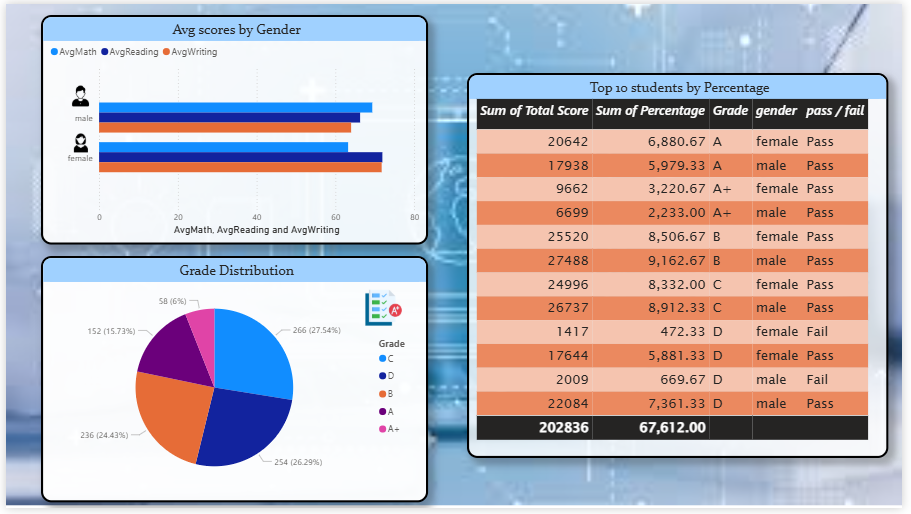 Avg scores by Gender
AvgMath AvgReading AvgWriting
male
female
0 20 40 60 80
AvgMath, AvgReading and AvgWriting
Grade Distribution
58 (6%)
266 (27.54%)
152 (15.73%)
236 (24.43%)
254 (26.29%)
A+
Grade
C
D
B
A
A+
Top 10 students by Percentage
Sum of Total Score Sum of Percentage Grade gender pass / fail
20642 6,880.67 A female Pass
17938 5,979.33 A male Pass
9662 3,220.67 A+ female Pass
6699 2,233.00 A+ male Pass
25520 8,506.67 B female Pass
27488 9,162.67 B male Pass
24996 8,332.00 C female Pass
26737 8,912.33 C male Pass
1417 472.33 D female Fail
17644 5,881.33 D female Pass
2009 669.67 D male Fail
22084 7,361.33 D male Pass
202836 67,612.00